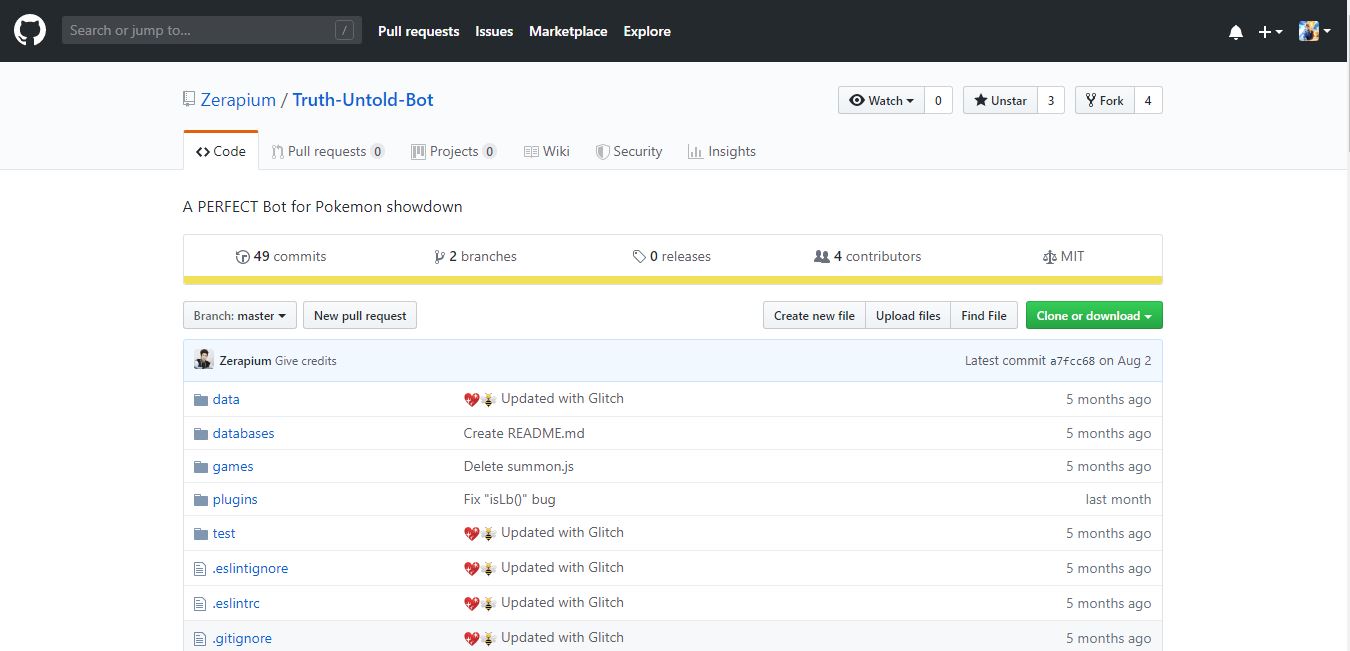 Search or jump to... / Pull requests Issues Marketplace Explore
Zerapium / Truth-Untold-Bot Watch 0 Unstar 3 Fork 4
<> Code Pull requests 0 Projects 0 Wiki Security Insights
A PERFECT Bot for Pokemon showdown
49 commits 2 branches 0 releases 4 contributors MIT
Branch: master New pull request Create new file Upload files Find File Clone or download
Zerapium Give credits Latest commit a7fcc68 on Aug 2
data Updated with Glitch 5 months ago
databases Create README.md 5 months ago
games Delete summon.js 5 months ago
plugins Fix "isLb()" bug last month
test Updated with Glitch 5 months ago
.eslintignore Updated with Glitch 5 months ago
.eslintrc Updated with Glitch 5 months ago
.gitignore Updated with Glitch 5 months ago